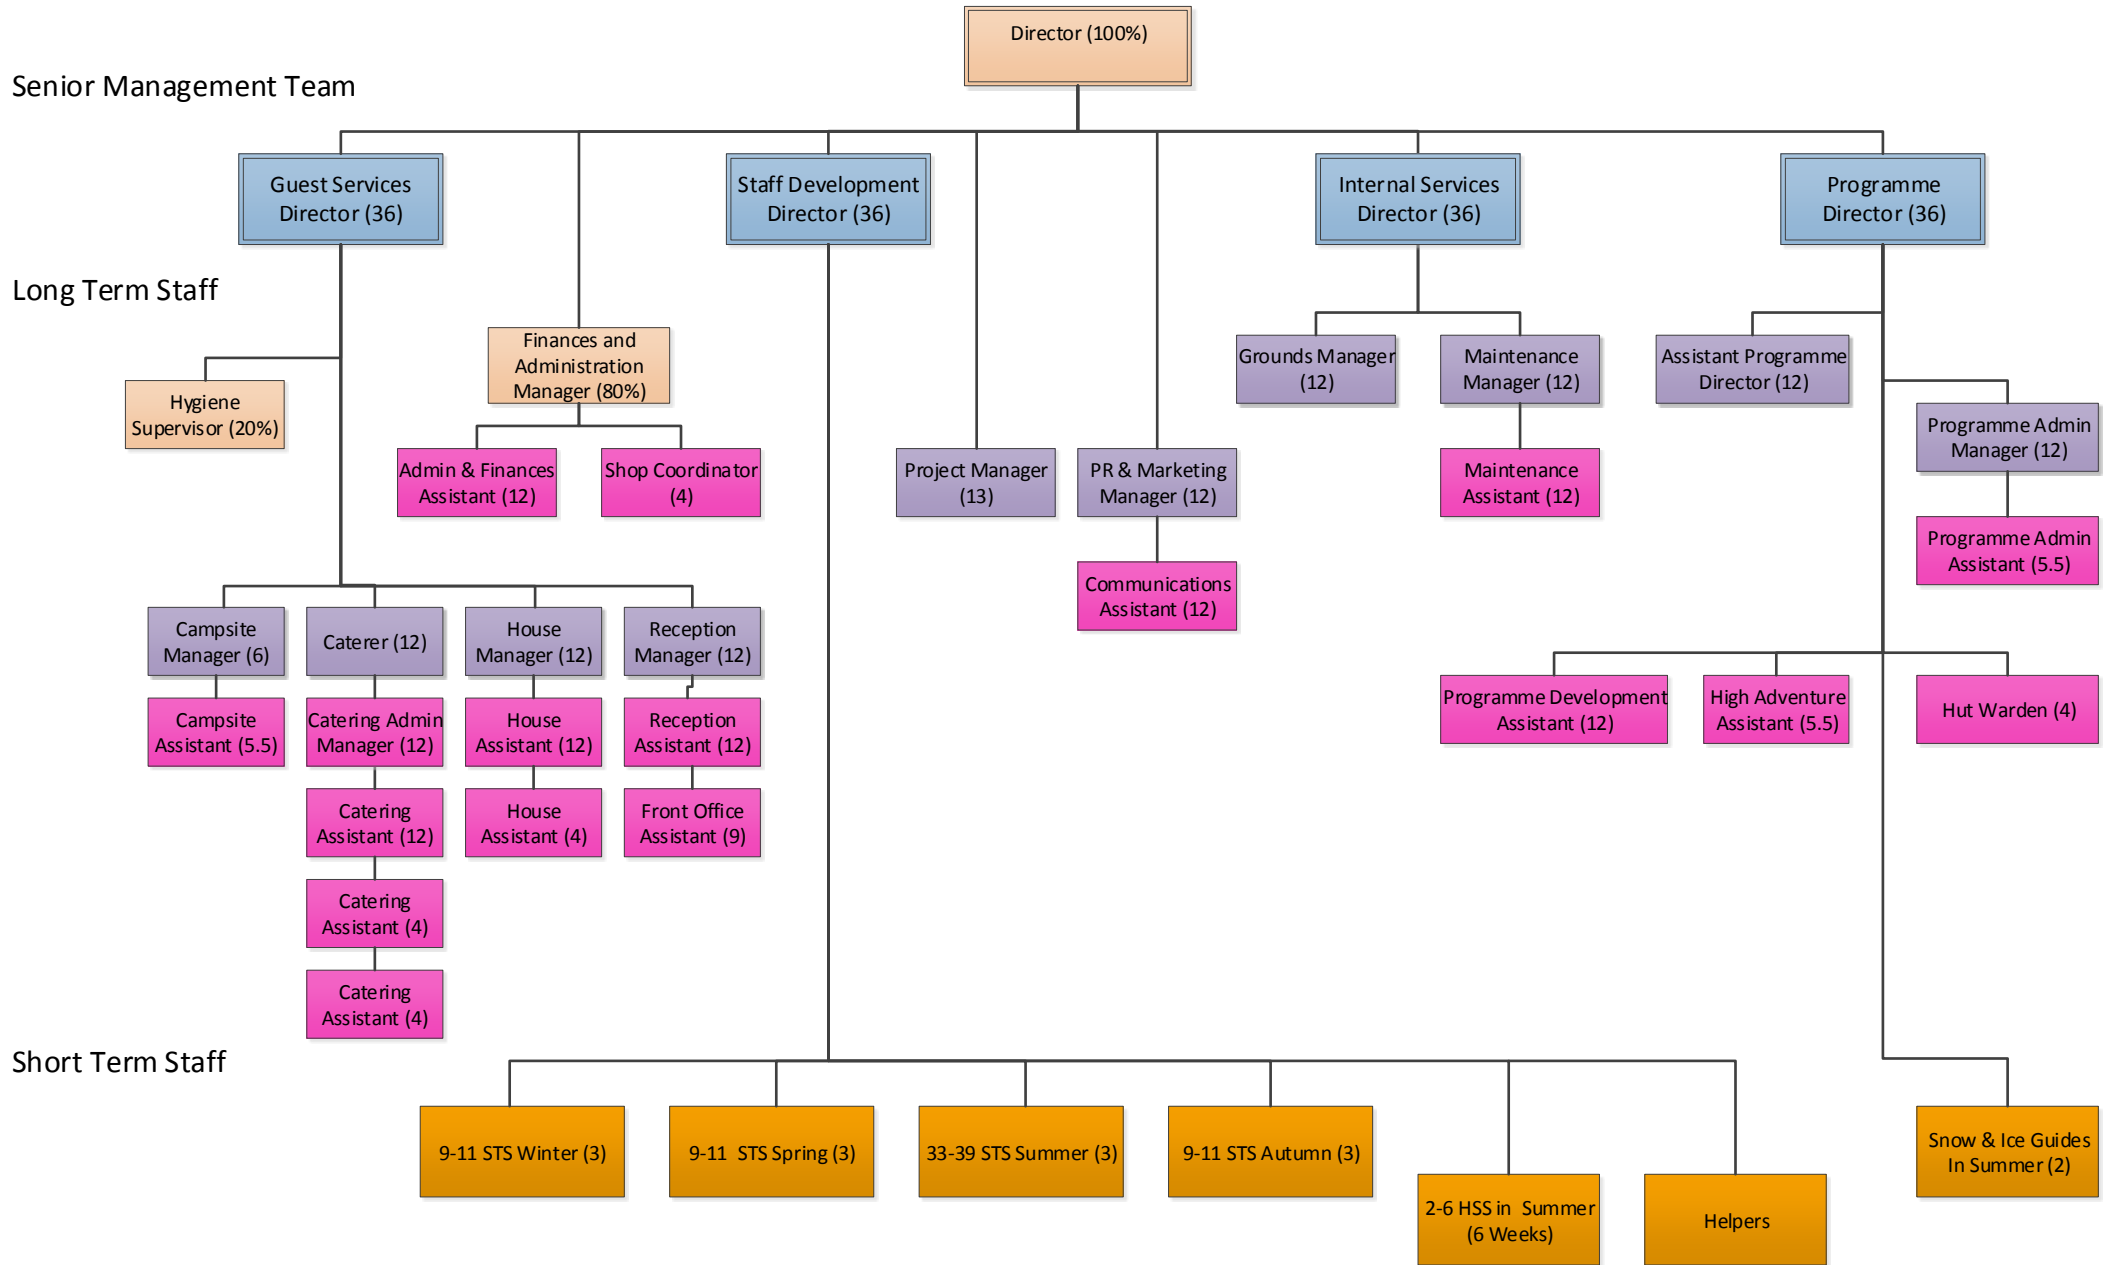 Director (100%)
Senior Management Team
Guest Services
Director (36)
Staff Development
Director (36)
Internal Services
Director (36)
Programme
Director (36)
Long Term Staff
Hygiene
Supervisor (20%)
Finances and
Administration
Manager (80%)
Admin & Finances
Assistant (12)
Shop Coordinator
(4)
Project Manager
(13)
PR & Marketing
Manager (12)
Communications
Assistant (12)
Grounds Manager
(12)
Maintenance
Manager (12)
Maintenance
Assistant (12)
Assistant Programme
Director (12)
Programme Admin
Manager (12)
Programme Admin
Assistant (5.5)
Campsite
Manager (6)
Caterer (12)
House
Manager (12)
Reception
Manager (12)
Campsite
Assistant (5.5)
Catering Admin
Manager (12)
House
Assistant (12)
Reception
Assistant (12)
Programme Development
Assistant (12)
High Adventure
Assistant (5.5)
Hut Warden (4)
Catering
Assistant (12)
House
Assistant (4)
Front Office
Assistant (9)
Catering
Assistant (4)
Catering
Assistant (4)
Short Term Staff
9-11 STS Winter (3)
9-11  STS Spring (3)
33-39 STS Summer (3)
9-11 STS Autumn (3)
2-6 HSS in  Summer
(6 Weeks)
Helpers
Snow & Ice Guides
In Summer (2)